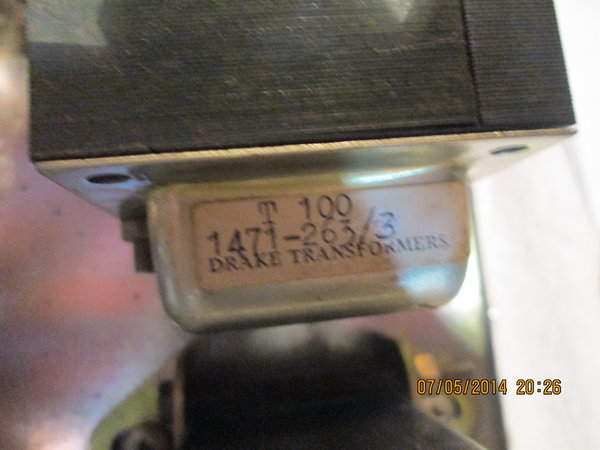 T 100
1471-263/3
DRAKE TRANSFORMERS
07/05/2014 20:26